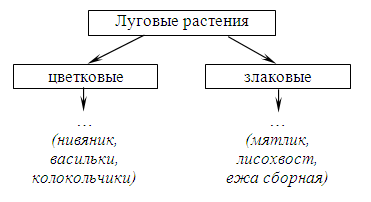 Луговые растения
цветковые
злаковые
...
(нивяник,
васильки,
колокольчики)
...
(мятлик,
лисохвост,
ежа сборная)